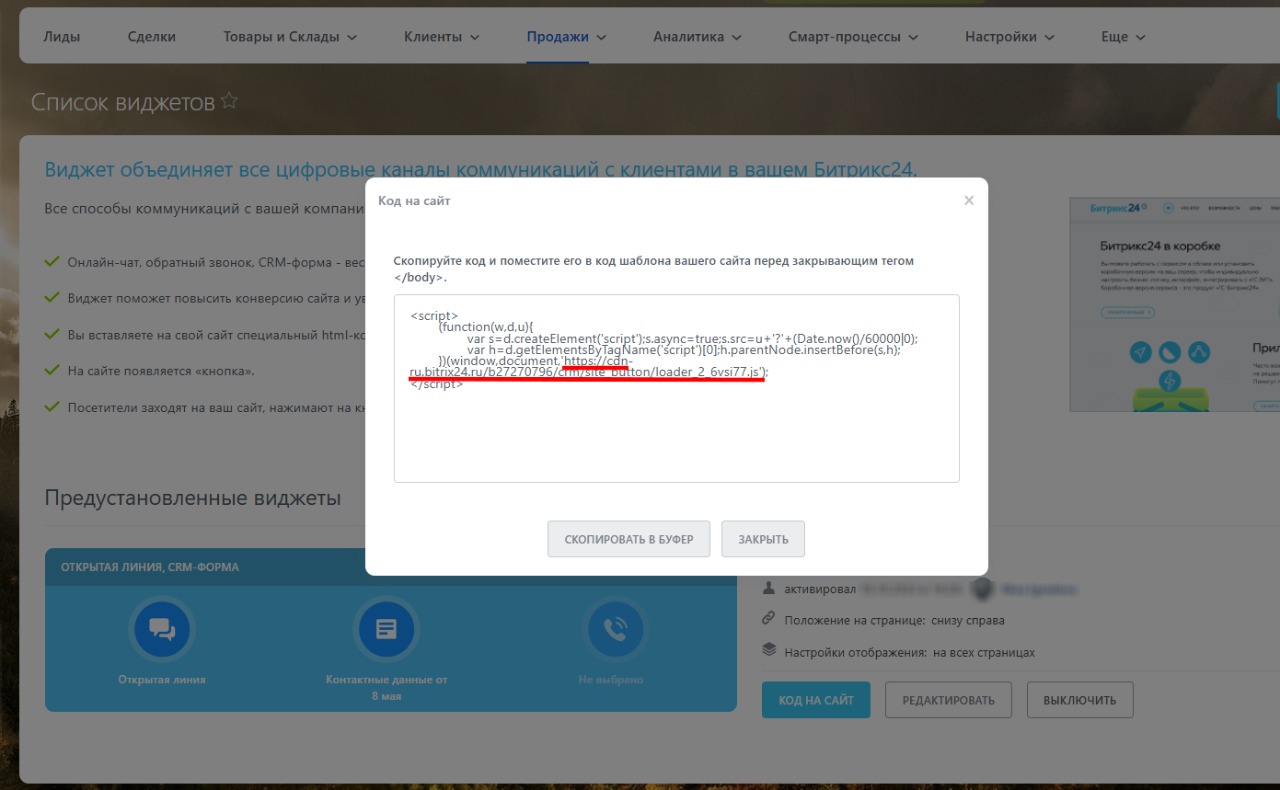 Лиды Сделки Товары и Склады Клиенты Продажи Аналитика Смарт-процессы Настройки Еще
Список виджетов
Виджет объединяет все цифровые каналы коммуникаций с клиентами в вашем Битрикс24.
Все способы коммуникаций с вашей компани
Онлайн-чат, обратный звонок, CRM-форма - вес
Виджет поможет повысить конверсию сайта и ув
Вы вставляете на свой сайт специальный html-ко
На сайте появляется «кнопка».
Посетители заходят на ваш сайт, нажимают на кн
Битрикс24
Битрикс24 в коробке
Код на сайт
Скопируйте код и поместите его в код шаблона вашего сайта перед закрывающим тегом
</body>.
<script>
(function(w,d,u){
var s=d.createElement('script');s.async=true;s.src=u+'?'+(Date.now()/60000|0);
var h=d.getElementsByTagName('script')[0];h.parentNode.insertBefore(s,h);
})(window,document,'https://cdn-
ru.bitrix24.ru/b27270796/crm/site_button/loader_2_6vsi77.js');
</script>
СКОПИРОВАТЬ В БУФЕР ЗАКРЫТЬ
Предустановленные виджеты
ОТКРЫТАЯ ЛИНИЯ, CRM-ФОРМА
Открытая линия
Контактные данные от
8 мая
Не выбрано
активировал
Положение на странице: снизу справа
Настройки отображения: на всех страницах
КОД НА САЙТ РЕДАКТИРОВАТЬ ВЫКЛЮЧИТЬ